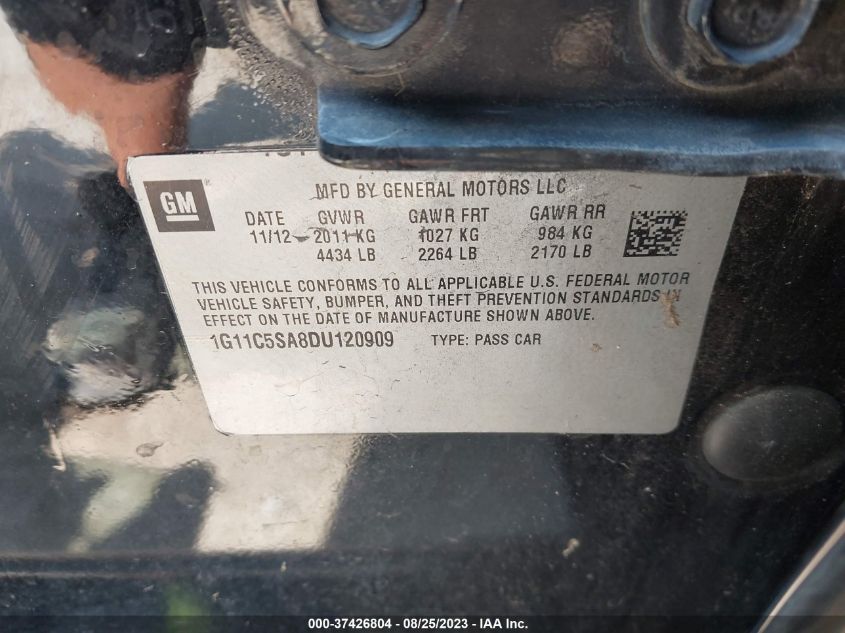 MFD BY GENERAL MOTORS LLC
GM
DATE GVWR GAWR FRT GAWR RR
11/12 2011 KG 1027 KG 984 KG
4434 LB 2264 LB 2170 LB
THIS VEHICLE CONFORMS TO ALL APPLICABLE U.S. FEDERAL MOTOR
VEHICLE SAFETY, BUMPER, AND THEFT PREVENTION STANDARDS IN
EFFECT ON THE DATE OF MANUFACTURE SHOWN ABOVE.
1G11C5SA8DU120909 TYPE: PASS CAR
000-37426804 - 08/25/2023 - IAA Inc.